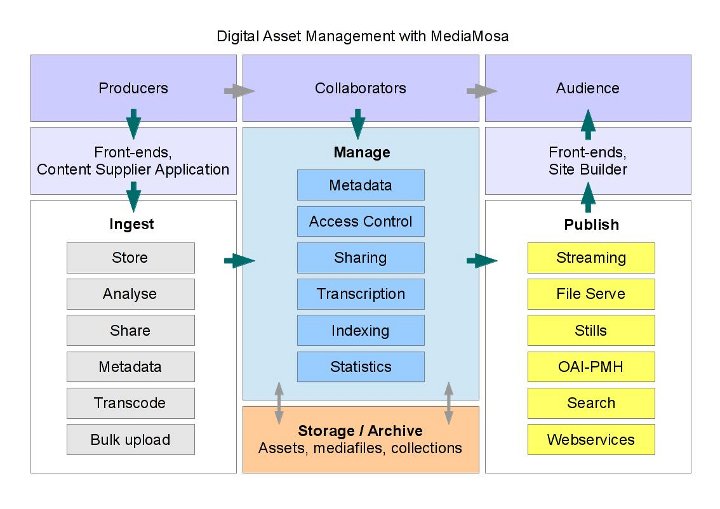 Digital Asset Management with MediaMosa
Producers
Collaborators
Audience
Front-ends,
Content Supplier Application
Ingest
Store
Analyse
Share
Metadata
Transcode
Bulk upload
Manage
Metadata
Access Control
Sharing
Transcription
Indexing
Statistics
Storage / Archive
Assets, mediafiles, collections
Front-ends,
Site Builder
Publish
Streaming
File Serve
Stills
OAI-PMH
Search
Webservices